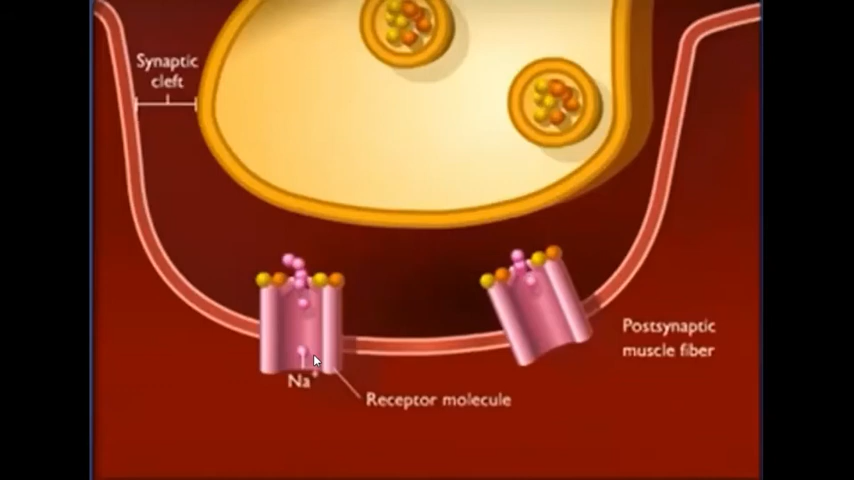 Synaptic
cleft
Na+
Receptor molecule
Postsynaptic
muscle fiber